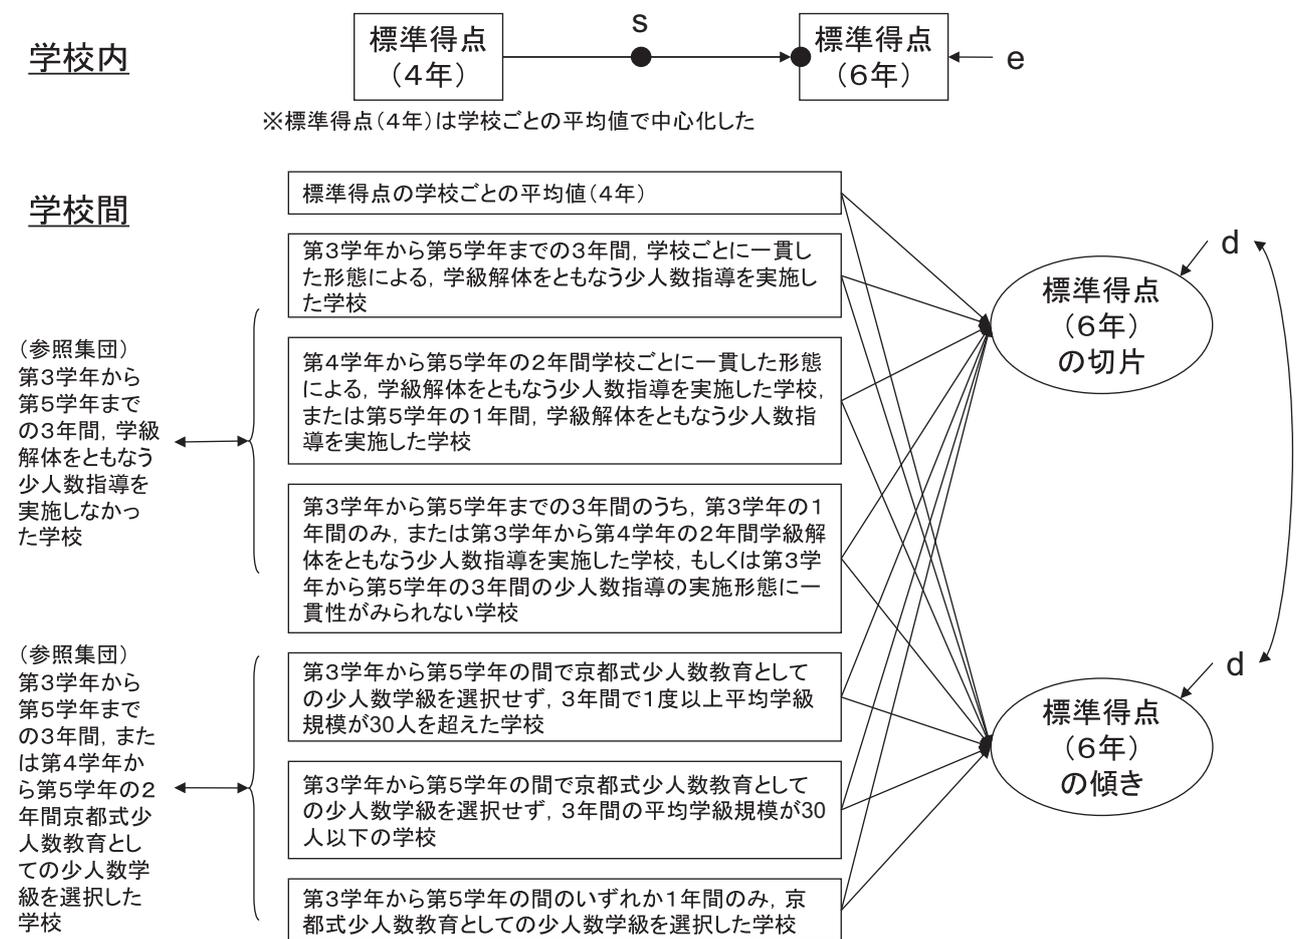 学校内
標準得点
（４年）
s
標準得点
（６年）
e
※標準得点（４年）は学校ごとの平均値で中心化した
学校間
標準得点の学校ごとの平均値（４年）
第３学年から第５学年までの３年間，学校ごとに一貫し
た形態による，学級解体をともなう少人数指導を実施し
た学校
（参照集団）
第３学年から
第５学年まで
の３年間，学級
解体をともなう
少人数指導を
実施しなかっ
た学校
第４学年から第５学年の２年間学校ごとに一貫した形態
による，学級解体をともなう少人数指導を実施した学校，
または第５学年の１年間，学級解体をともなう少人数指
導を実施した学校
第３学年から第５学年までの３年間のうち，第３学年の１
年間のみ，または第３学年から第４学年の２年間学級解
体をともなう少人数指導を実施した学校，もしくは第３学
年から第５学年の３年間の少人数指導の実施形態に一
貫性がみられない学校
（参照集団）
第３学年から
第５学年まで
の３年間，また
は第４学年か
ら第５学年の２
年間京都式少
人数教育とし
ての少人数学
級を選択した
学校
第３学年から第５学年の間で京都式少人数教育として
の少人数学級を選択せず，３年間で１度以上平均学級
規模が30人を超えた学校
第３学年から第５学年の間で京都式少人数教育として
の少人数学級を選択せず，３年間の平均学級規模が30
人以下の学校
第３学年から第５学年の間のいずれか１年間のみ，京
都式少人数教育としての少人数学級を選択した学校
d
標準得点
（６年）
の切片
d
標準得点
（６年）
の傾き